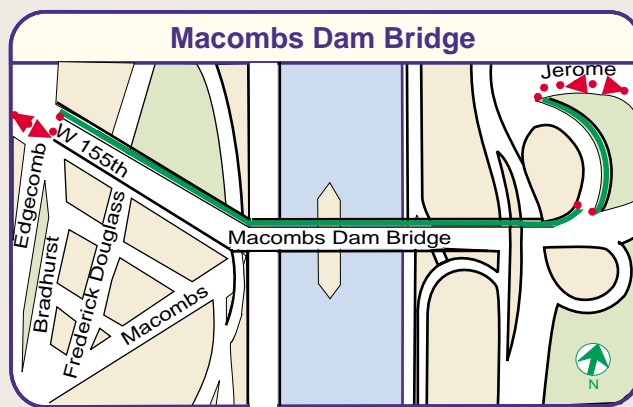 Macombs Dam Bridge
Jerome
W 155th
Edgecomb
Bradhurst
Frederick Douglass
Macombs
Macombs Dam Bridge
N